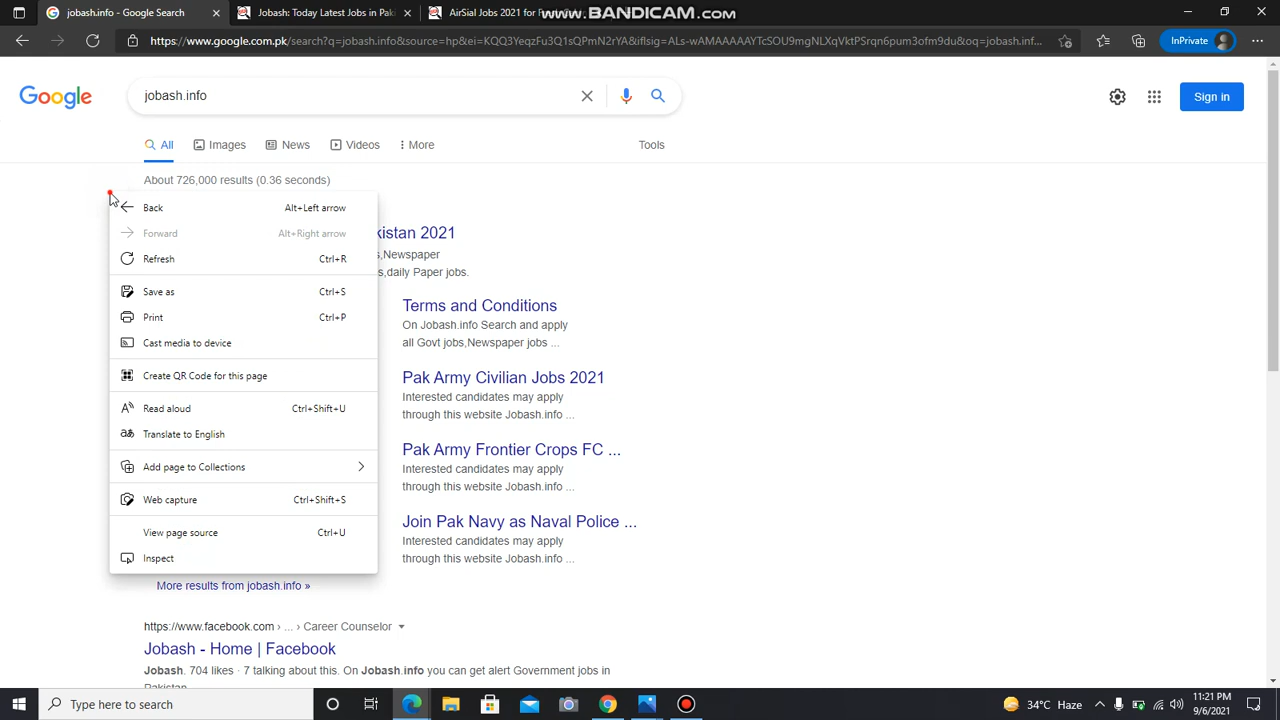 jobash.info - Google Search
Jobash: Today Latest Jobs in Paki
AirSial Jobs 2021 for
WWW.BANDICAM.COM
https://www.google.com.pk/search?q=jobash.info&source=hp&ei=KQQ3YeqzFu3Q1sQPmN2rYA&iflsig=ALs-wAMAAAAAYTcSOU9mgNLXqVktPSrqn6pum3ofm9du&oq=jobash.inf...
InPrivate
Google
jobash.info
Sign in
All
Images
News
Videos
More
Tools
About 726,000 results (0.36 seconds)
Back Alt+Left arrow
Forward Alt+Right arrow
Refresh Ctrl+R
Save as Ctrl+S
Print Ctrl+P
Cast media to device
Create QR Code for this page
Read aloud Ctrl+Shift+U
Translate to English
Add page to Collections
Web capture Ctrl+Shift+S
View page source Ctrl+U
Inspect
kistan 2021
s,Newspaper
s,daily Paper jobs.
Terms and Conditions
On Jobash.info Search and apply
all Govt jobs,Newspaper jobs ...
Pak Army Civilian Jobs 2021
Interested candidates may apply
through this website Jobash.info ...
Pak Army Frontier Crops FC ...
Interested candidates may apply
through this website Jobash.info ...
Join Pak Navy as Naval Police ...
Interested candidates may apply
through this website Jobash.info ...
More results from jobash.info »
https://www.facebook.com › ... › Career Counselor
Jobash - Home | Facebook
Jobash. 704 likes · 7 talking about this. On Jobash.info you can get alert Government jobs in
Pakistan.
Type here to search
34°C Haze
11:21 PM
9/6/2021